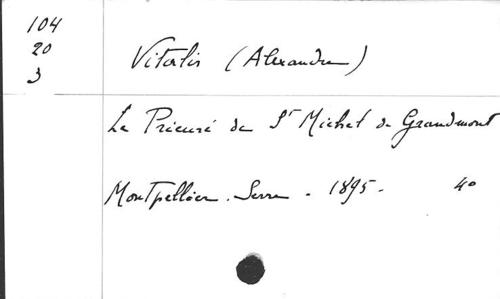 104
20
3
Vitalis (Alexandre)
Le Prieuré de St Michel de Grandmont
Montpellier. Serre - 1895 - 4o